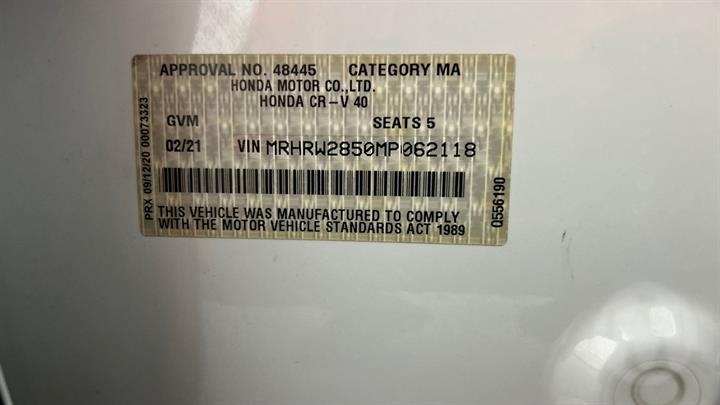 APPROVAL NO. 48445 CATEGORY MA
HONDA MOTOR CO.,LTD.
HONDA CR-V 40
GVM SEATS 5
02/21 VIN MRHRW2850MP062118
THIS VEHICLE WAS MANUFACTURED TO COMPLY
WITH THE MOTOR VEHICLE STANDARDS ACT 1989
PRX 09/12/20 00073323
0556190